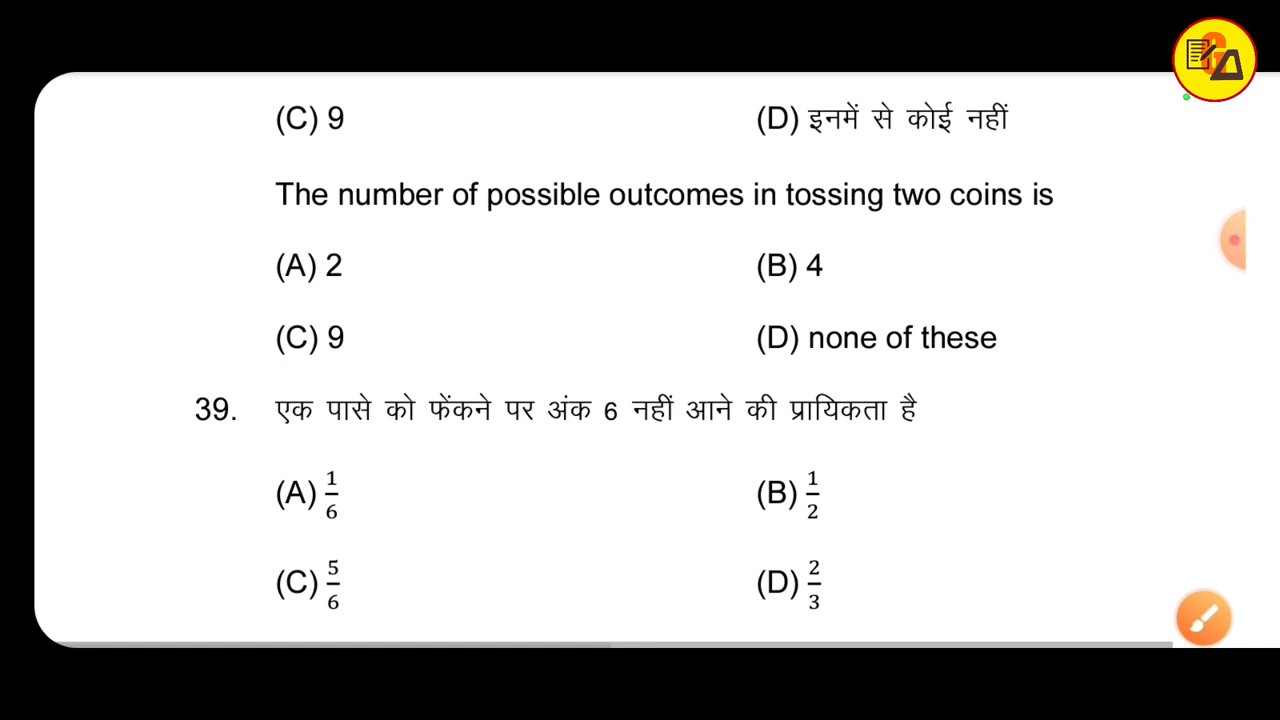 (C) 9 (D) इनमें से कोई नहीं
The number of possible outcomes in tossing two coins is
(A) 2 (B) 4
(C) 9 (D) none of these
39. एक पासे को फेंकने पर अंक 6 नहीं आने की प्रायिकता है
(A) 1/6 (B) 1/2
(C) 5/6 (D) 2/3